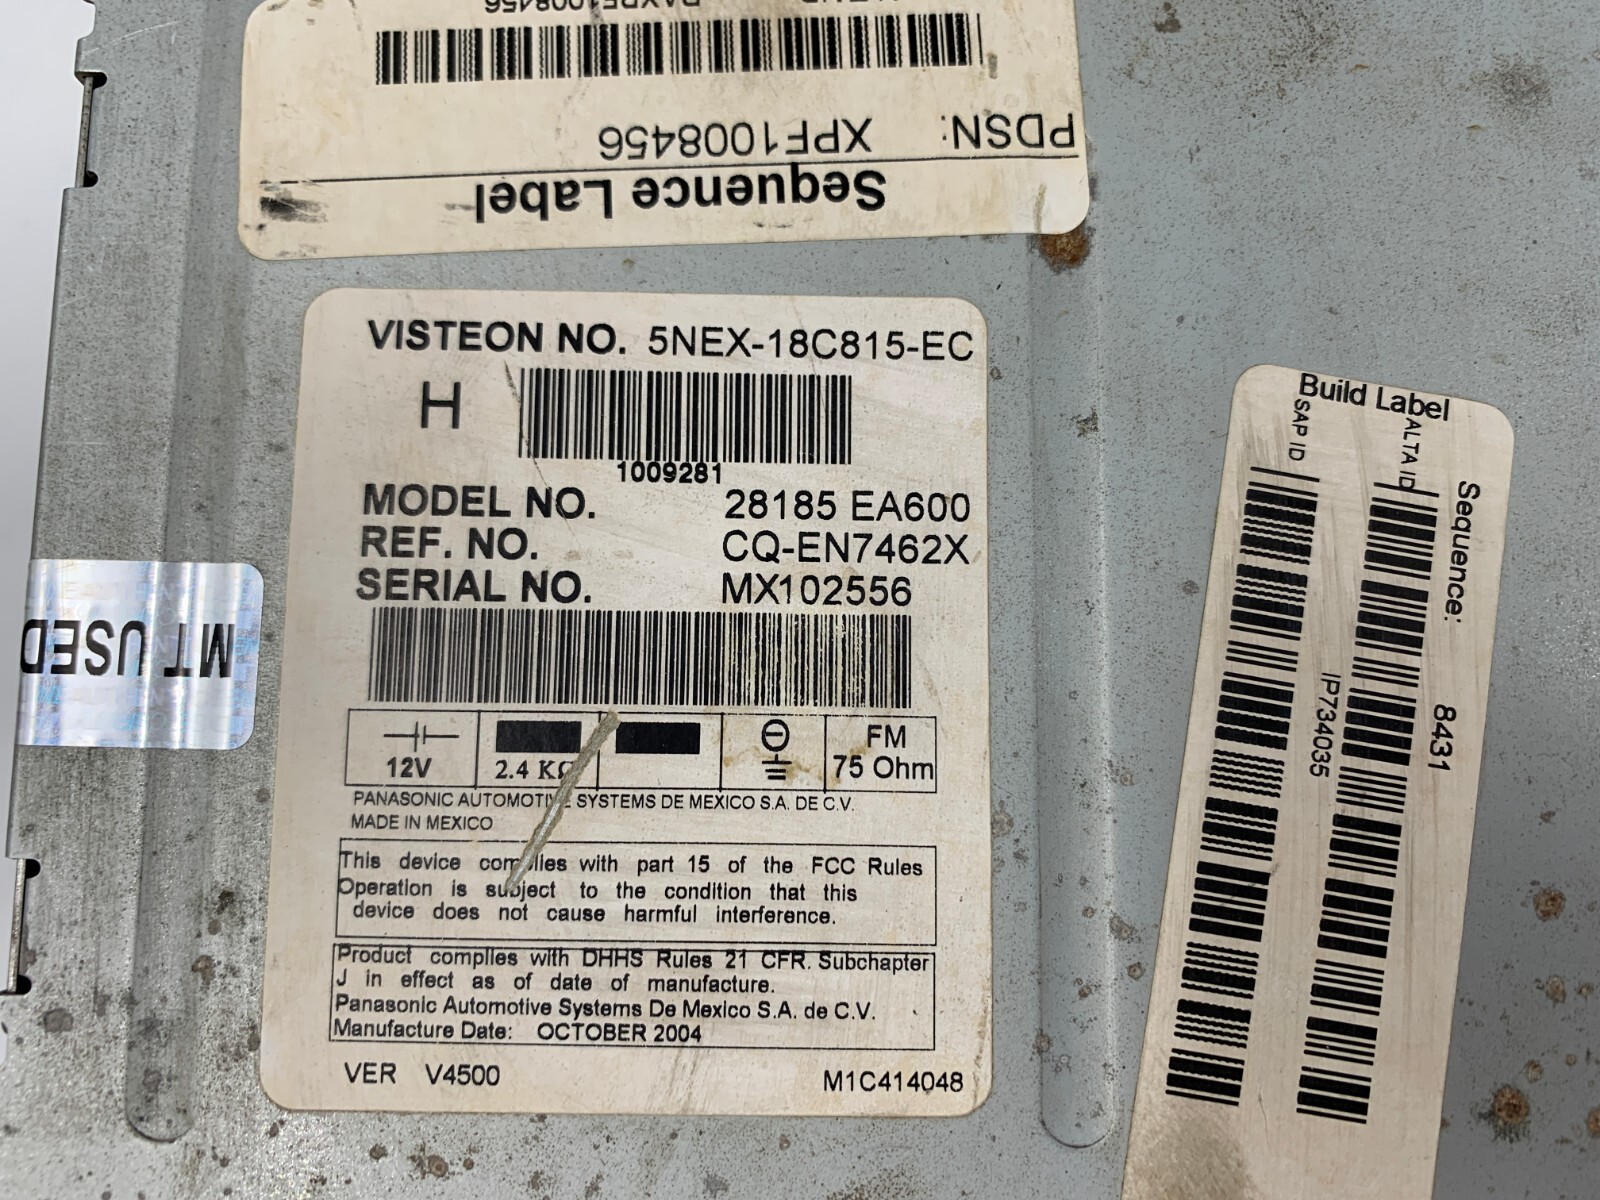 PAXPF1008456
PDSN: XPF1008456
Sequence Label
VISTEON NO. 5NEX-18C815-EC
H
1009281
MODEL NO. 28185 EA600
REF. NO. CQ-EN7462X
SERIAL NO. MX102556
12V
2.4 KΩ
FM
75 Ohm
PANASONIC AUTOMOTIVE SYSTEMS DE MEXICO S.A. DE C.V.
MADE IN MEXICO
This device complies with part 15 of the FCC Rules
Operation is subject to the condition that this
device does not cause harmful interference.
Product complies with DHHS Rules 21 CFR. Subchapter
J in effect as of date of manufacture.
Panasonic Automotive Systems De Mexico S.A. de C.V.
Manufacture Date: OCTOBER 2004
VER V4500
M1C414048
MT USED
Build Label
SAP ID
ALTA ID
Sequence: 8431
IP734035